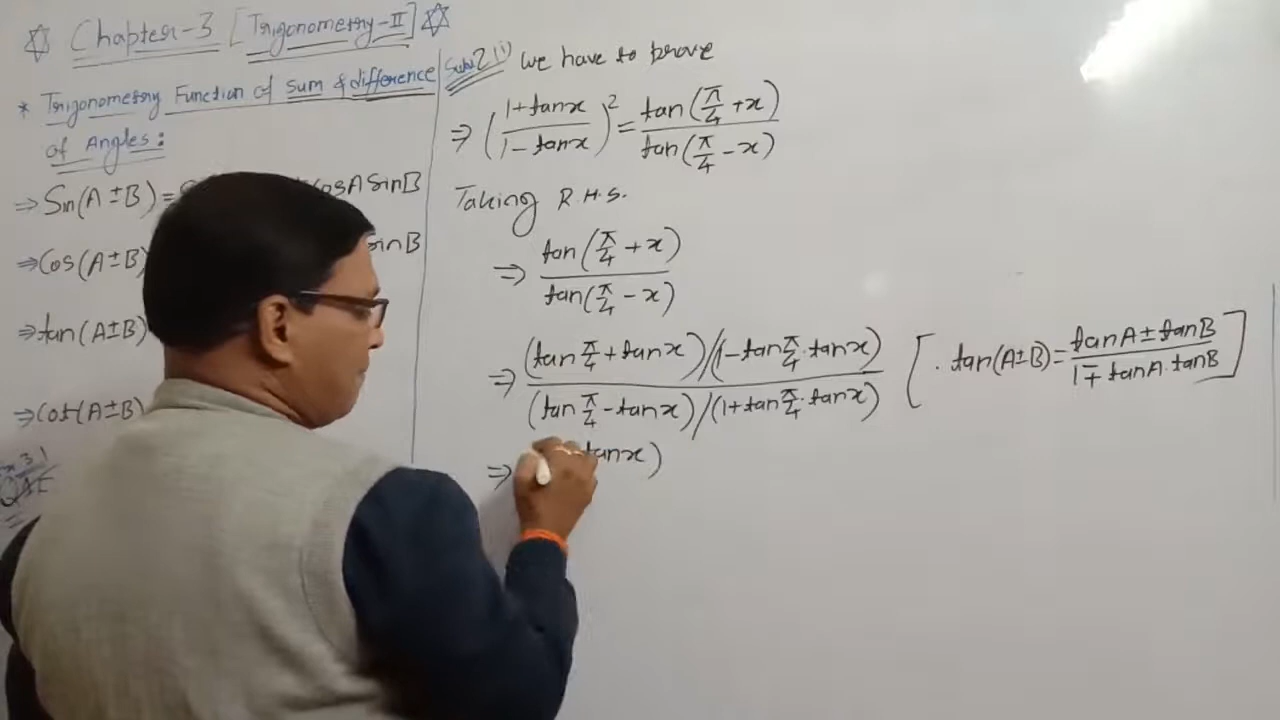 ☆ Chapter-3 [Trigonometry-II] ☆
* Trigonometry Function of sum & difference
of Angles:
⇒ Sin(A±B)= cosA SinB
⇒ Cos(A±B) sinB
⇒ tan(A±B)
⇒ Cot(A±B)
2(i) we have to prove
⇒ ((1+tanx)/(1-tanx))² = tan(π/4 +x)/tan(π/4 -x)
Taking R.H.S.
⇒ tan(π/4 +x)/tan(π/4 -x)
⇒ (tan π/4 +tanx)/(1-tan π/4 . tanx)
(tan π/4 -tanx)/(1+tan π/4 . tanx)
[. tan(A±B)= (tanA ± tanB)/(1∓ tanA . tanB)]
⇒ tanx)